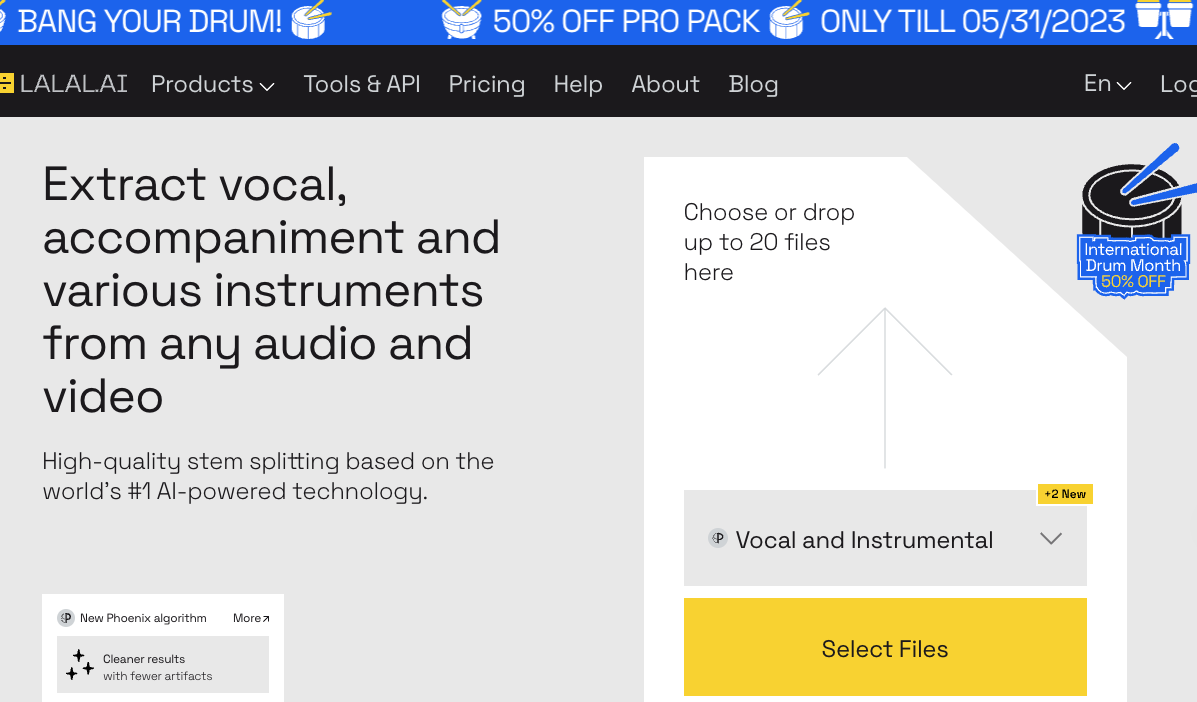 BANG YOUR DRUM! 50% OFF PRO PACK ONLY TILL 05/31/2023
LALAL.AI Products Tools & API Pricing Help About Blog En
Extract vocal,
accompaniment and
various instruments
from any audio and
video
High-quality stem splitting based on the
world's #1 AI-powered technology.
New Phoenix algorithm More
Cleaner results
with fewer artifacts
Choose or drop
up to 20 files
here
+2 New
P Vocal and Instrumental
Select Files
International
Drum Month
50% OFF